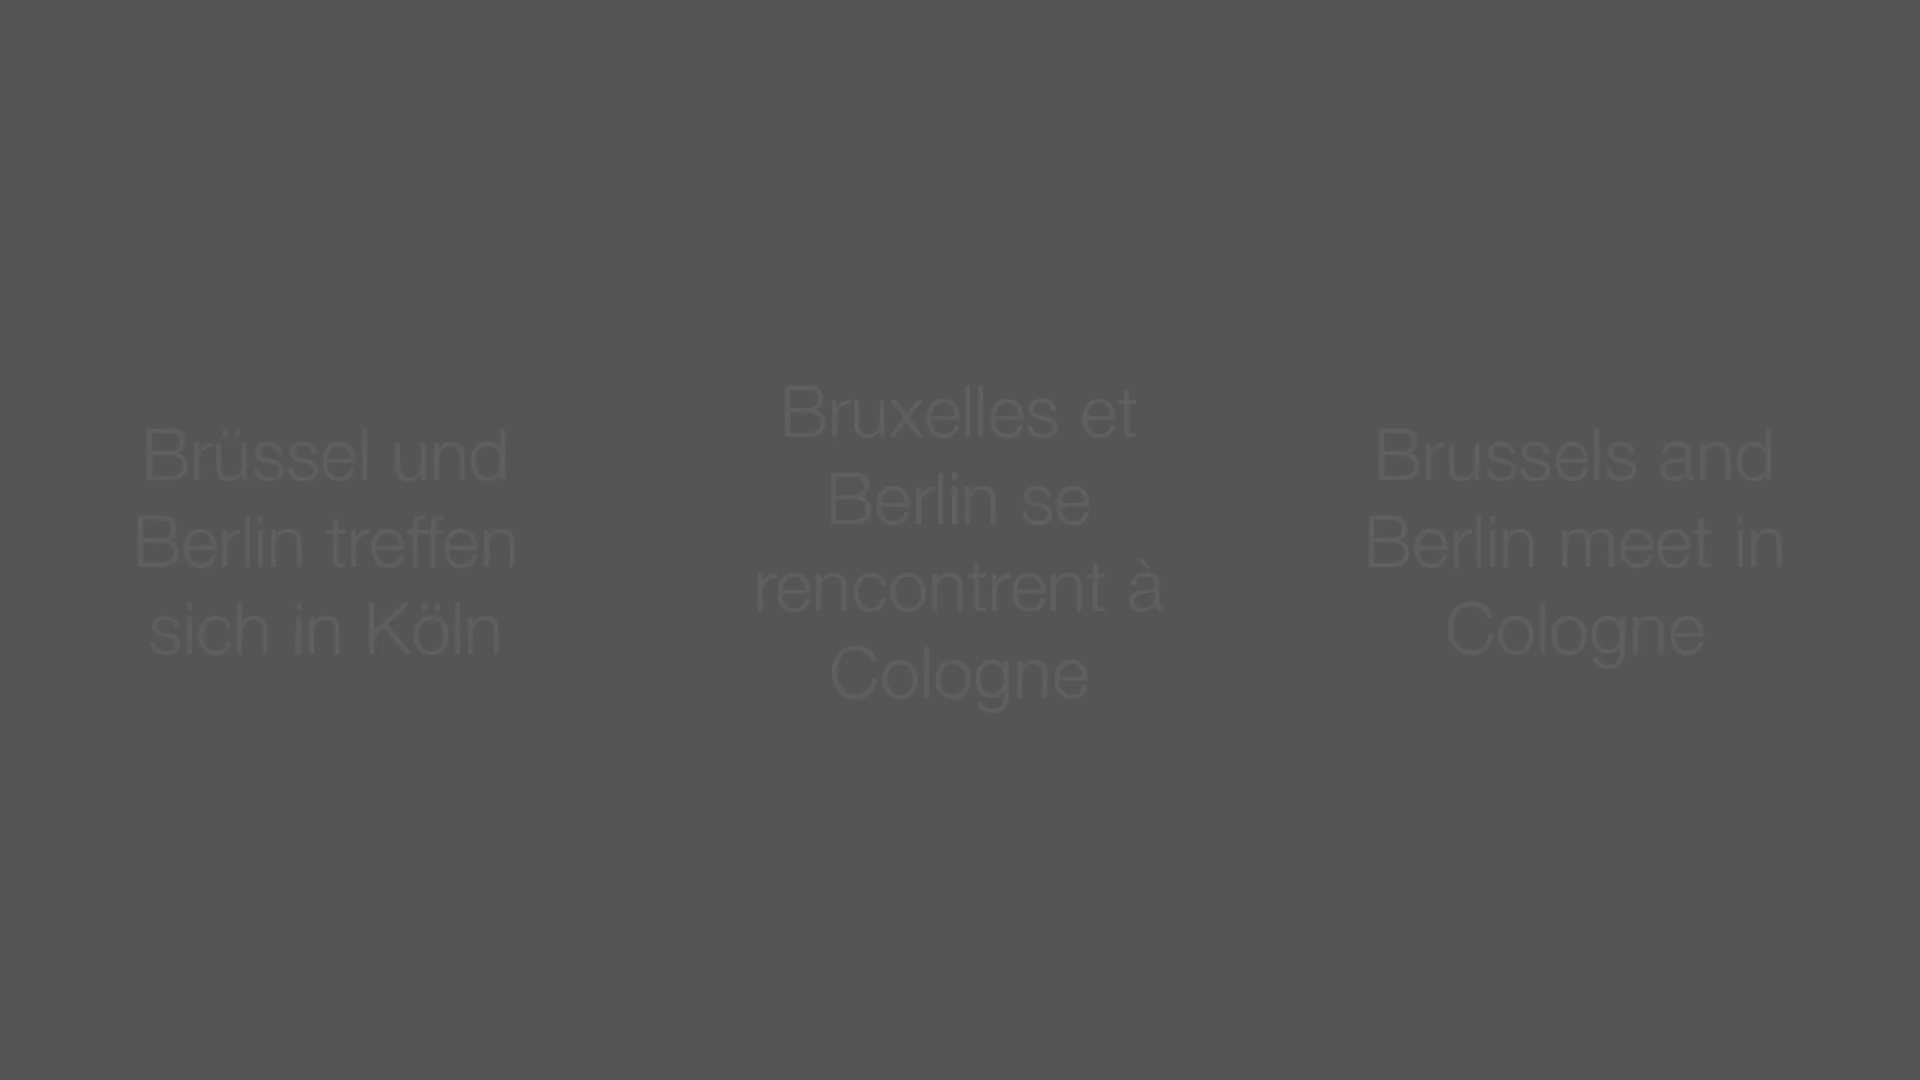 Brüssel und
Berlin treffen
sich in Köln
Bruxelles et
Berlin se
rencontrent à
Cologne
Brussels and
Berlin meet in
Cologne